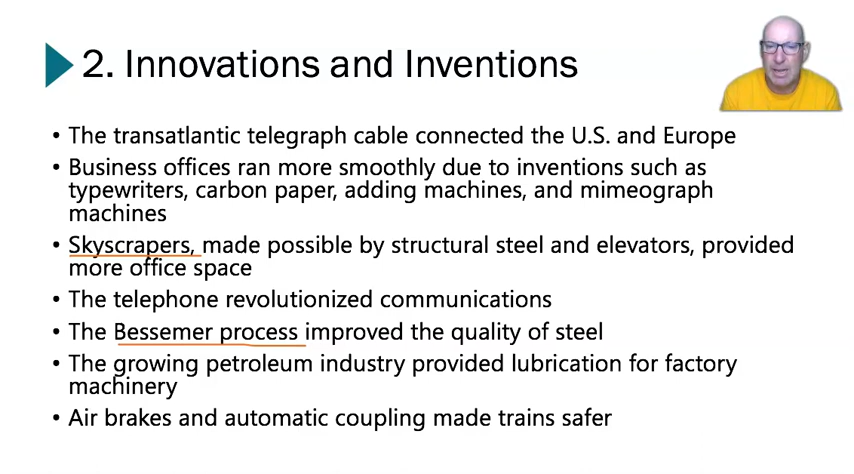 2. Innovations and Inventions
• The transatlantic telegraph cable connected the U.S. and Europe
• Business offices ran more smoothly due to inventions such as
typewriters, carbon paper, adding machines, and mimeograph
machines
• Skyscrapers, made possible by structural steel and elevators, provided
more office space
• The telephone revolutionized communications
• The Bessemer process improved the quality of steel
• The growing petroleum industry provided lubrication for factory
machinery
• Air brakes and automatic coupling made trains safer